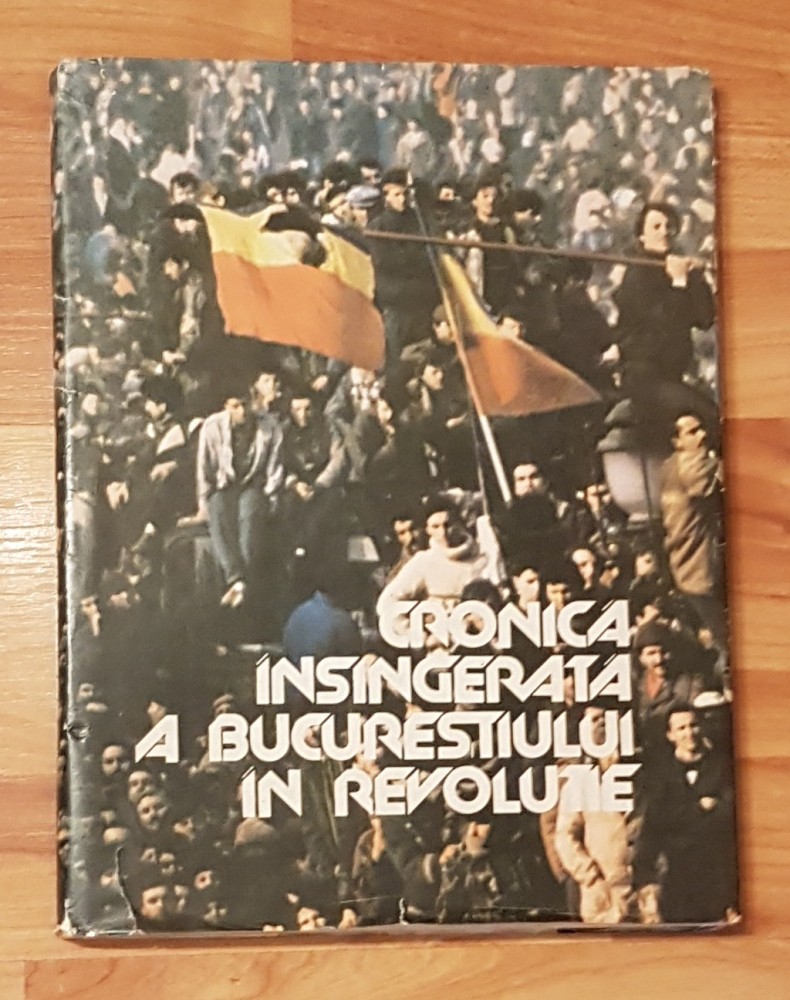 CRONICA
INSINGERATA
A BUCURESTIULUI
IN REVOLUTIE